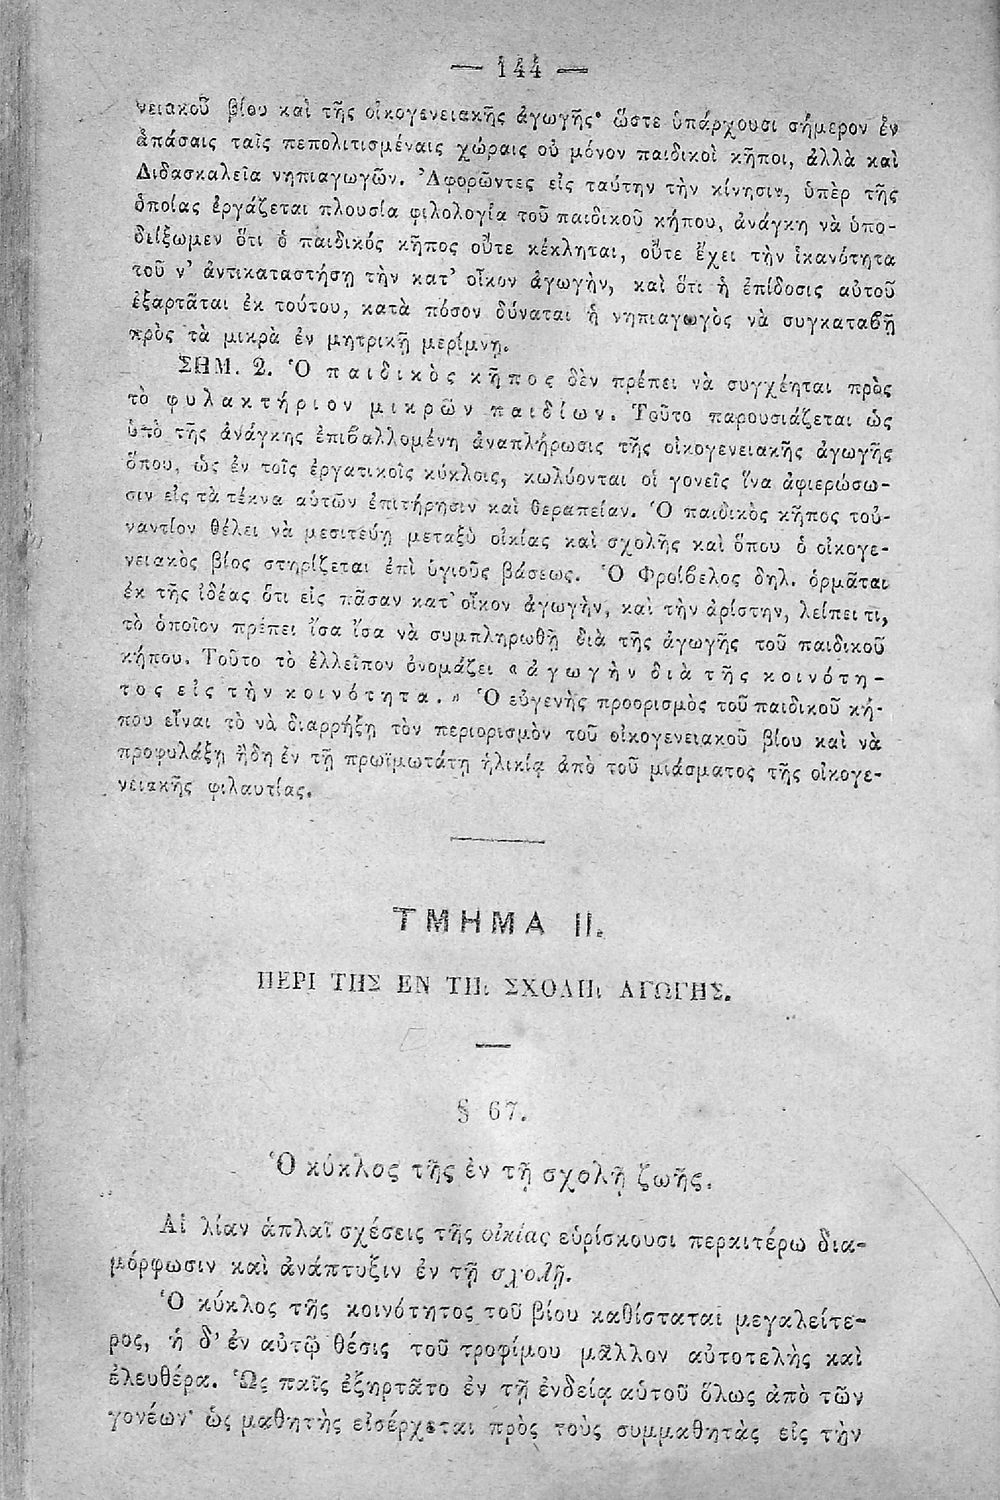 — 144 —
νειακοῦ βίου καὶ τῆς οἰκογενειακῆς ἀγωγῆς· ὥστε ὑπάρχουσι σήμερον ἐν
ἁπάσαις ταῖς πεπολιτισμέναις χώραις οὐ μόνον παιδικοὶ κῆποι, ἀλλὰ καὶ
Διδασκαλεῖα νηπιαγωγῶν. Ἀφορῶντες εἰς ταύτην τὴν κίνησιν, ὑπὲρ τῆς
ὁποίας ἐργάζεται πλουσία φιλολογία τοῦ παιδικοῦ κήπου, ἀνάγκη νὰ ὑπο-
δείξωμεν ὅτι ὁ παιδικός κῆπος οὔτε κέκληται, οὔτε ἔχει τὴν ἱκανότητα
τοῦ ν' ἀντικαταστήσῃ τὴν κατ' οἶκον ἀγωγὴν, καὶ ὅτι ἡ ἐπίδοσις αὐτοῦ
ἐξαρτᾶται ἐκ τούτου, κατὰ πόσον δύναται ἡ νηπιαγωγὸς νὰ συγκαταβῇ
πρὸς τὰ μικρὰ ἐν μητρικῇ μερίμνῃ.
ΣΗΜ. 2. Ὁ παιδικὸς κῆπος δὲν πρέπει νὰ συγχέηται πρὸς
τὸ φυλακτήριον μικρῶν παιδίων. Τοῦτο παρουσιάζεται ὡς
ὑπὸ τῆς ἀνάγκης ἐπιβαλλομένη ἀναπλήρωσις τῆς οἰκογενειακῆς ἀγωγῆς
ὅπου, ὡς ἐν τοῖς ἐργατικοῖς κύκλοις, κωλύονται οἱ γονεῖς ἵνα ἀφιερώσω-
σιν εἰς τὰ τέκνα αὐτῶν ἐπιτήρησιν καὶ θεραπείαν. Ὁ παιδικὸς κῆπος τοὐ-
ναντίον θέλει νὰ μεσιτεύῃ μεταξὺ οἰκίας καὶ σχολῆς καὶ ὅπου ὁ οἰκογε-
νειακὸς βίος στηρίζεται ἐπὶ ὑγιοῦς βάσεως. Ὁ Φροίβελος δηλ. ὁρμᾶται
ἐκ τῆς ἰδέας ὅτι εἰς πᾶσαν κατ' οἶκον ἀγωγὴν, καὶ τὴν ἀρίστην, λείπει τι,
τὸ ὁποῖον πρέπει ἴσα ἴσα νὰ συμπληρωθῇ διὰ τῆς ἀγωγῆς τοῦ παιδικοῦ
κήπου. Τοῦτο τὸ ἐλλεῖπον ὀνομάζει «ἀγωγὴν διὰ τῆς κοινότη-
τος εἰς τὴν κοινότητα.» Ὁ εὐγενὴς προορισμὸς τοῦ παιδικοῦ κή-
που εἶναι τὸ νὰ διαρρήξῃ τὸν περιορισμὸν τοῦ οἰκογενειακοῦ βίου καὶ νὰ
προφυλάξῃ ἤδη ἐν τῇ πρωϊμωτάτῃ ἡλικίᾳ ἀπὸ τοῦ μιάσματος τῆς οἰκογε-
νειακῆς φιλαυτίας.
ΤΜΗΜΑ II.
ΠΕΡΙ ΤΗΣ ΕΝ ΤΗι ΣΧΟΛΗι ΑΓΩΓΗΣ.
§ 67.
Ὁ κύκλος τῆς ἐν τῇ σχολῇ ζωῆς.
Αἱ λίαν ἁπλαῖ σχέσεις τῆς οἰκίας εὑρίσκουσι περαιτέρω δια-
μόρφωσιν καὶ ἀνάπτυξιν ἐν τῇ σχολῇ.
Ὁ κύκλος τῆς κοινότητος τοῦ βίου καθίσταται μεγαλείτε-
ρος, ἡ δ' ἐν αὐτῷ θέσις τοῦ τροφίμου μᾶλλον αὐτοτελὴς καὶ
ἐλευθέρα. Ὡς παῖς ἐξηρτᾶτο ἐν τῇ ἐνδείᾳ αὑτοῦ ὅλως ἀπὸ τῶν
γονέων· ὡς μαθητὴς εἰσέρχεται πρὸς τοὺς συμμαθητὰς εἰς τὴν